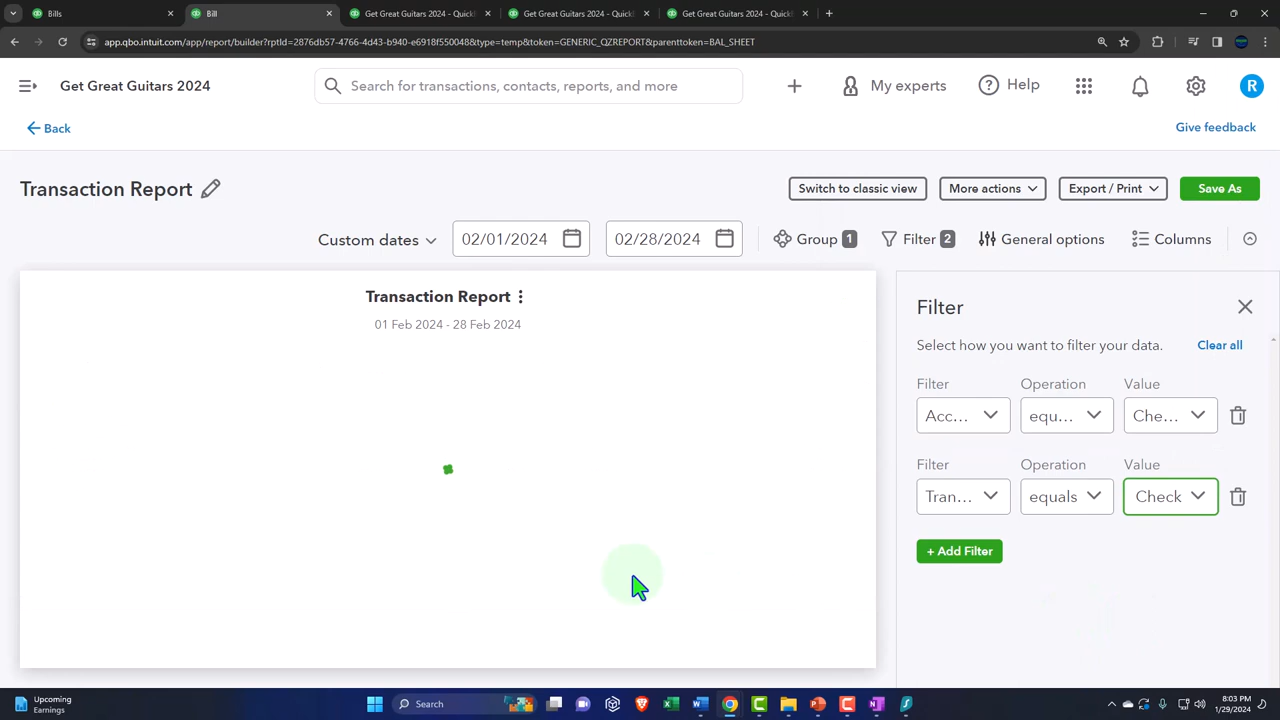 Bills
Bill
Get Great Guitars 2024 - QuickB
Get Great Guitars 2024 - QuickB
Get Great Guitars 2024 - QuickB
qbo.intuit.com/app/report/builder?rptId=2876db57-4766-4d43-b940-e6918f550048&type=temp&token=GENERIC_QZREPORT&parenttoken=BAL_SHEET
Get Great Guitars 2024
Search for transactions, contacts, reports, and more
My experts
Help
R
Back
Give feedback
Transaction Report
Switch to classic view
More actions
Export / Print
Save As
Custom dates
02/01/2024
02/28/2024
Group 1
Filter 2
General options
Columns
Transaction Report
01 Feb 2024 - 28 Feb 2024
Filter
Select how you want to filter your data.
Clear all
Filter Operation Value
Acc... equ... Che...
Filter Operation Value
Tran... equals Check
+ Add Filter
Upcoming
Earnings
Search
8:03 PM
1/29/2024